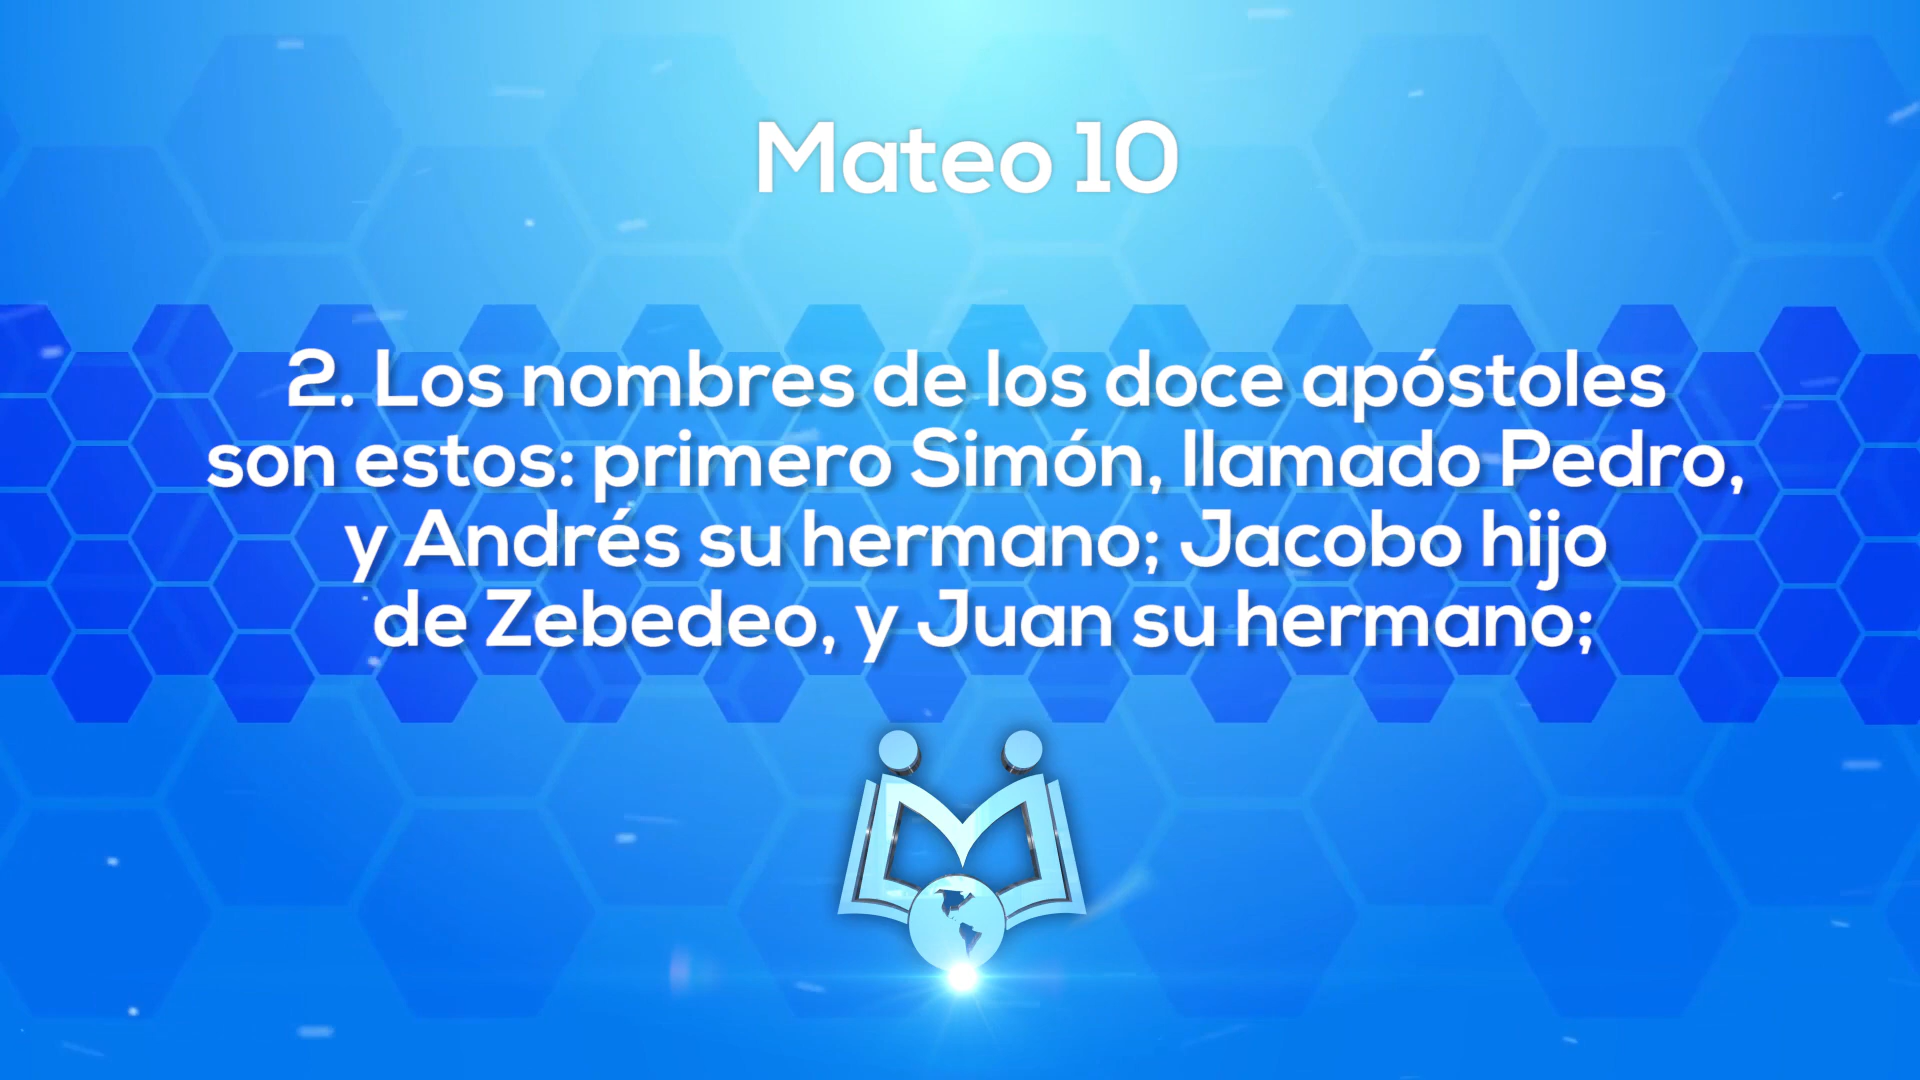 Mateo 10
2. Los nombres de los doce apóstoles
son estos: primero Simón, llamado Pedro,
y Andrés su hermano; Jacobo hijo
de Zebedeo, y Juan su hermano;